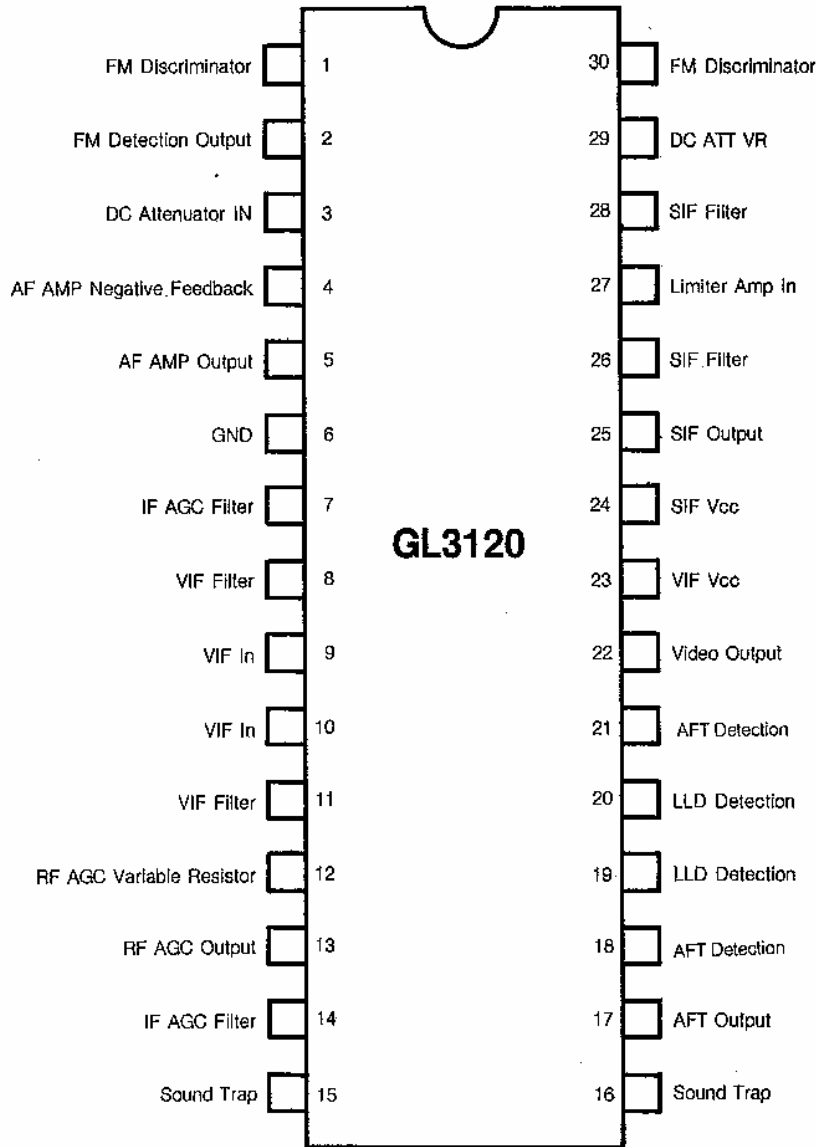 FM Discriminator 1
30 FM Discriminator
FM Detection Output 2
29 DC ATT VR
DC Attenuator IN 3
28 SIF Filter
AF AMP Negative Feedback 4
27 Limiter Amp In
AF AMP Output 5
26 SIF Filter
GND 6
25 SIF Output
IF AGC Filter 7
24 SIF Vcc
GL3120
VIF Filter 8
23 VIF Vcc
VIF In 9
22 Video Output
VIF In 10
21 AFT Detection
VIF Filter 11
20 LLD Detection
RF AGC Variable Resistor 12
19 LLD Detection
RF AGC Output 13
18 AFT Detection
IF AGC Filter 14
17 AFT Output
Sound Trap 15
16 Sound Trap